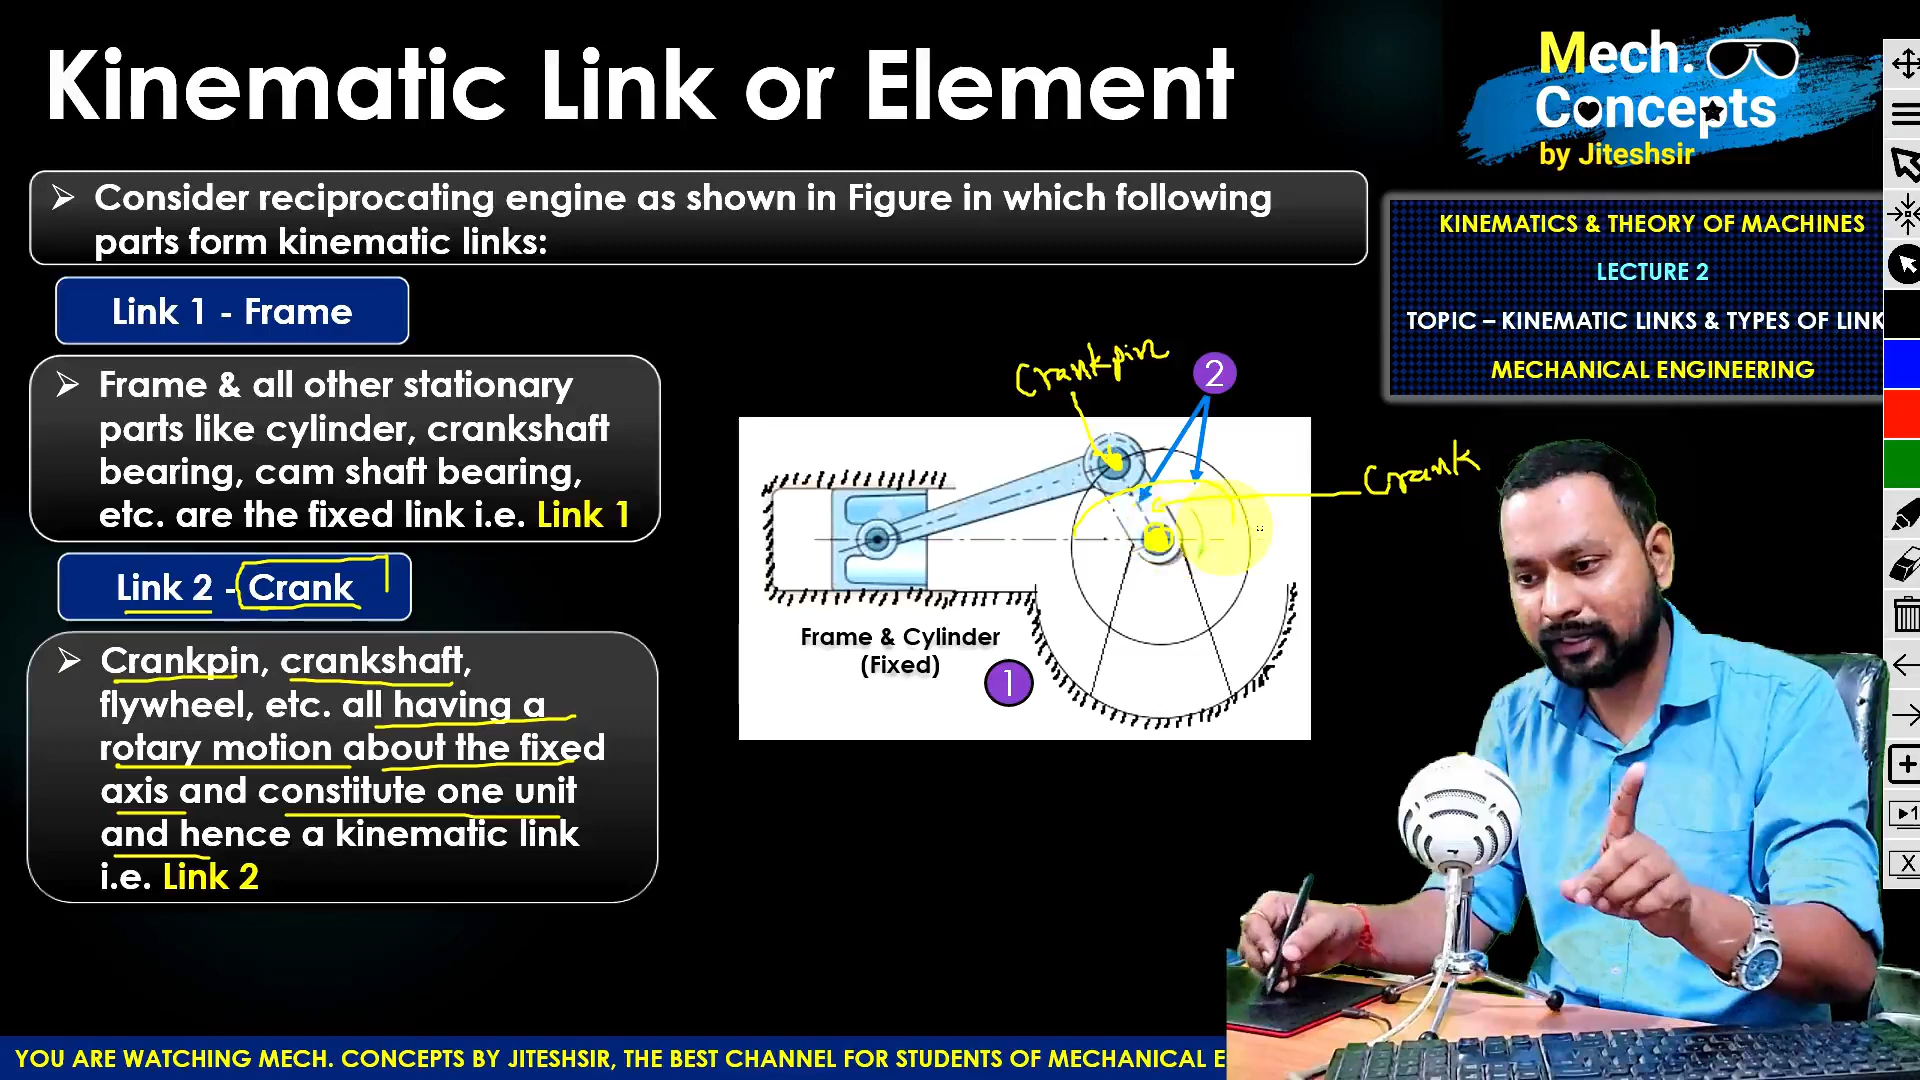 Kinematic Link or Element
Mech.
Concepts
by Jiteshsir
➢ Consider reciprocating engine as shown in Figure in which following
parts form kinematic links:
KINEMATICS & THEORY OF MACHINES
LECTURE 2
TOPIC – KINEMATIC LINKS & TYPES OF LINK
MECHANICAL ENGINEERING
Link 1 - Frame
➢ Frame & all other stationary
parts like cylinder, crankshaft
bearing, cam shaft bearing,
etc. are the fixed link i.e. Link 1
Link 2 - Crank
➢ Crankpin, crankshaft,
flywheel, etc. all having a
rotary motion about the fixed
axis and constitute one unit
and hence a kinematic link
i.e. Link 2
Crankpin
2
Crank
Frame & Cylinder
(Fixed)
1
YOU ARE WATCHING MECH. CONCEPTS BY JITESHSIR, THE BEST CHANNEL FOR STUDENTS OF MECHANICAL E